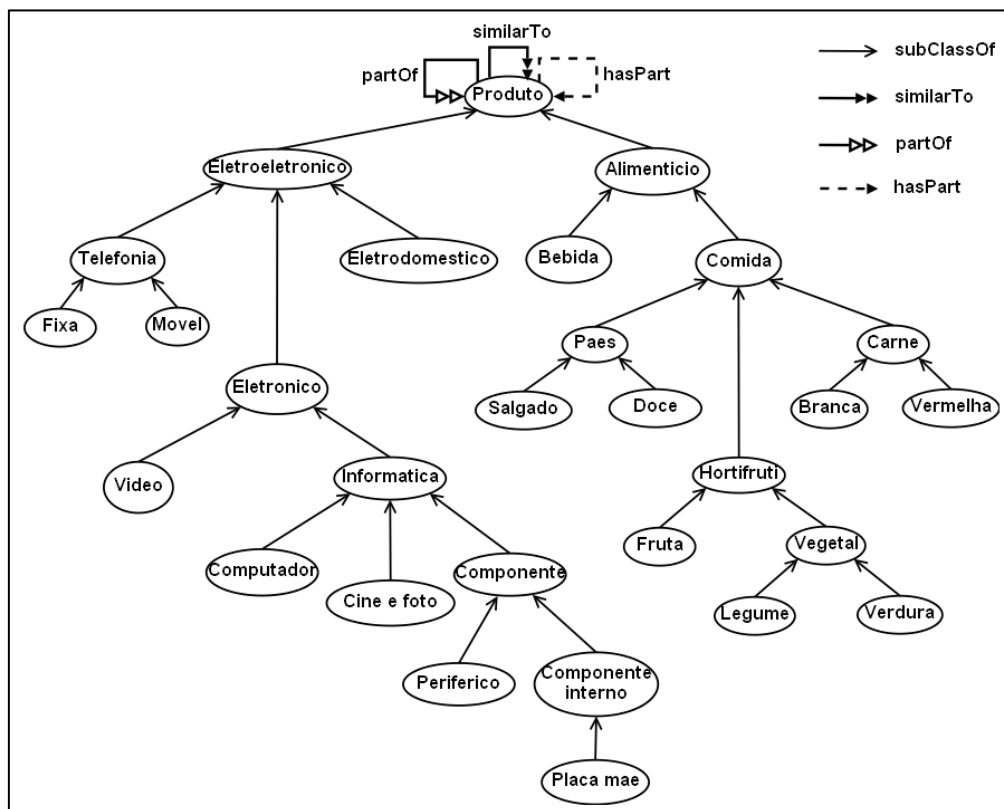 similarTo
partOf
hasPart
Produto
subClassOf
similarTo
partOf
hasPart
Eletroeletronico
Alimenticio
Telefonia
Eletrodomestico
Bebida
Comida
Fixa
Movel
Paes
Carne
Eletronico
Salgado
Doce
Branca
Vermelha
Video
Informatica
Hortifruti
Fruta
Vegetal
Computador
Cine e foto
Componente
Legume
Verdura
Periferico
Componente
interno
Placa mae